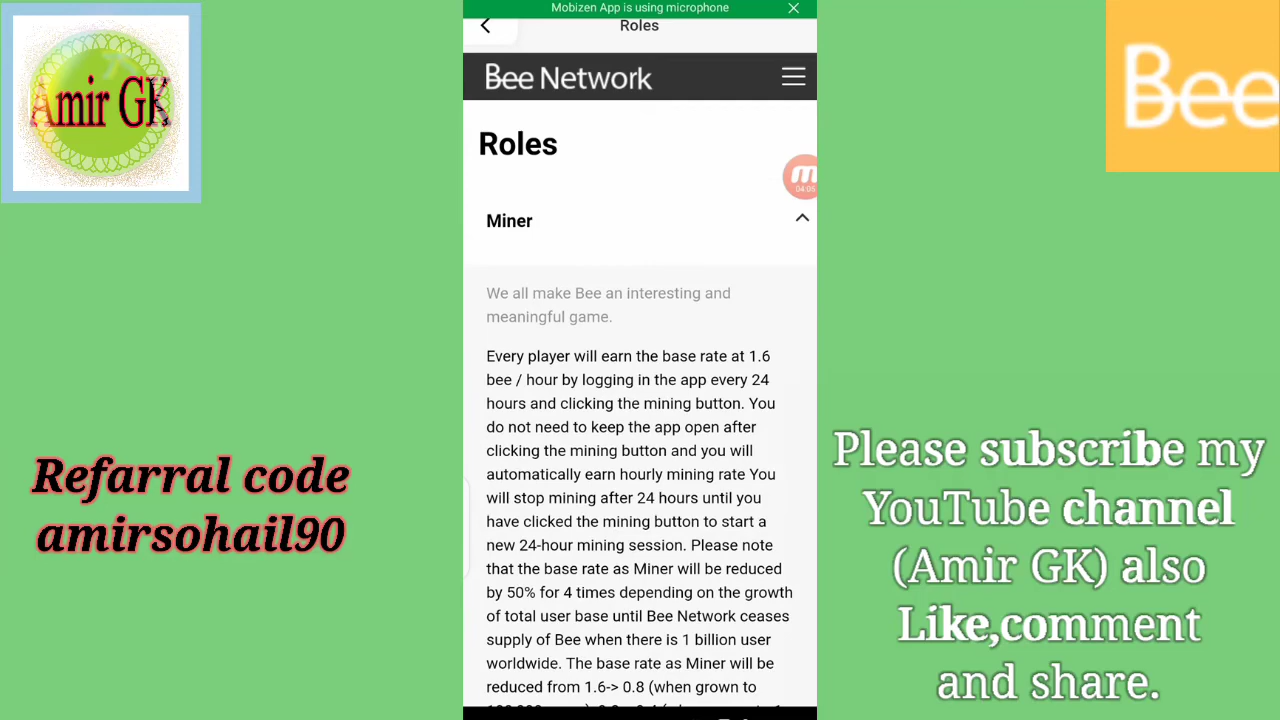 Mobizen App is using microphone
Roles
Amir GK
Bee Network
Bee
Roles
04:05
Miner
We all make Bee an interesting and
meaningful game.
Every player will earn the base rate at 1.6
bee / hour by logging in the app every 24
hours and clicking the mining button. You
do not need to keep the app open after
clicking the mining button and you will
automatically earn hourly mining rate You
will stop mining after 24 hours until you
have clicked the mining button to start a
new 24-hour mining session. Please note
that the base rate as Miner will be reduced
by 50% for 4 times depending on the growth
of total user base until Bee Network ceases
supply of Bee when there is 1 billion user
worldwide. The base rate as Miner will be
reduced from 1.6-> 0.8 (when grown to
Refarral code
amirsohail90
Please subscribe my
YouTube channel
(Amir GK) also
Like,comment
and share.